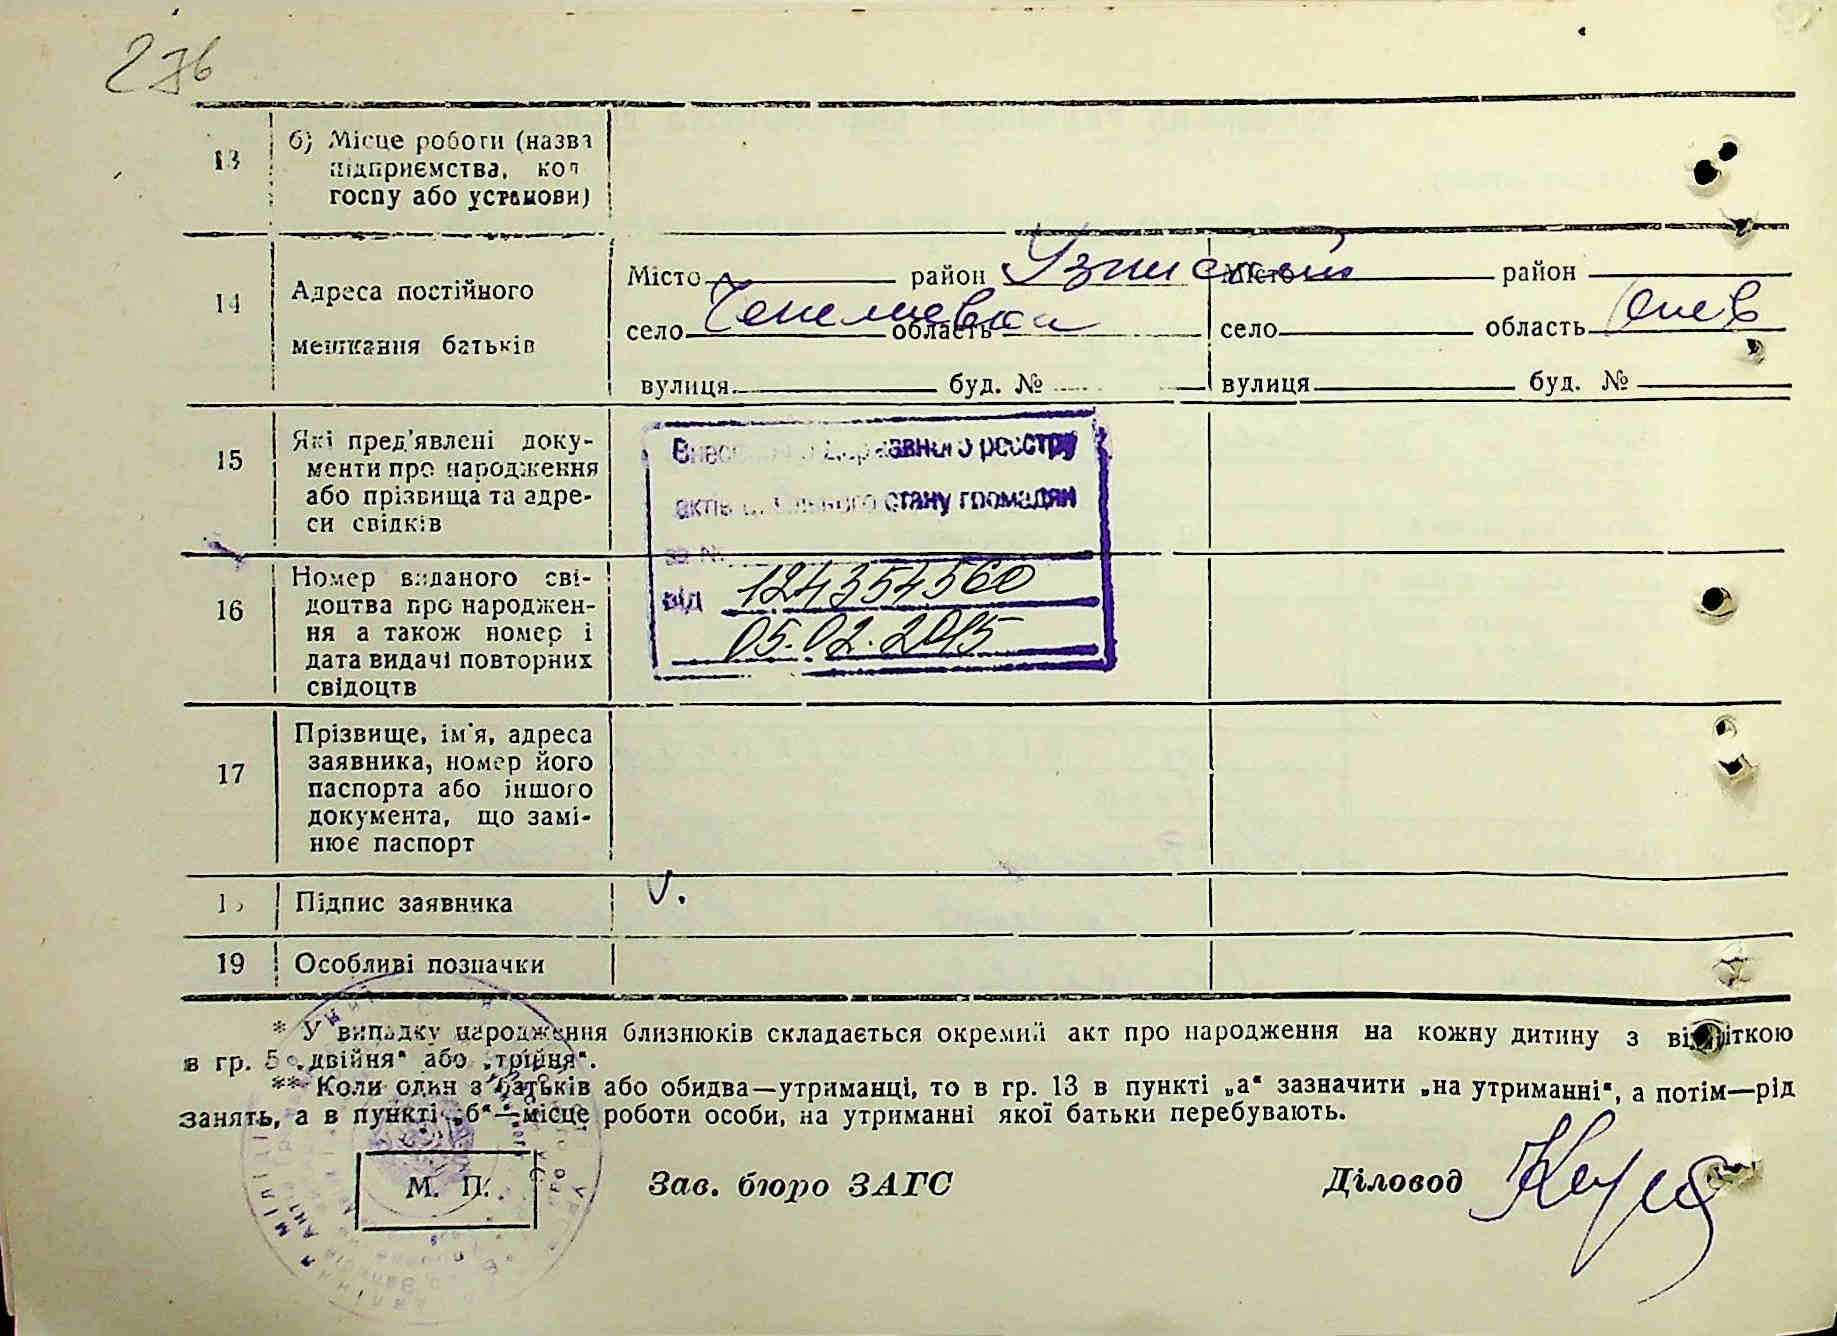 276
13 б) Місце роботи (назва
підприємства, кол
госпу або установи)
14 Адреса постійного
мешкання батьків
Місто район Місто район
село область село область
вулиця буд. № вулиця буд. №
15 Які пред'явлені доку-
менти про народження
або прізвища та адре-
си свідків
Внесено до Державного реєстру
актів цивільного стану громадян
за №
від 124354560
05.02.2015
16 Номер виданого сві-
доцтва про народжен-
ня а також номер і
дата видачі повторних
свідоцтв
17 Прізвище, ім'я, адреса
заявника, номер його
паспорта або іншого
документа, що замі-
нює паспорт
Підпис заявника
19 Особливі позначки
* У випадку народження близнюків складається окремий акт про народження на кожну дитину з відміткою
в гр. 5 „двійня“ або „трійня“.
** Коли один з батьків або обидва—утриманці, то в гр. 13 в пункті „а“ зазначити „на утриманні“, а потім—рід
занять, а в пункті „б“—місце роботи особи, на утриманні якої батьки перебувають.
М. П.
Зав. бюро ЗАГС Діловод